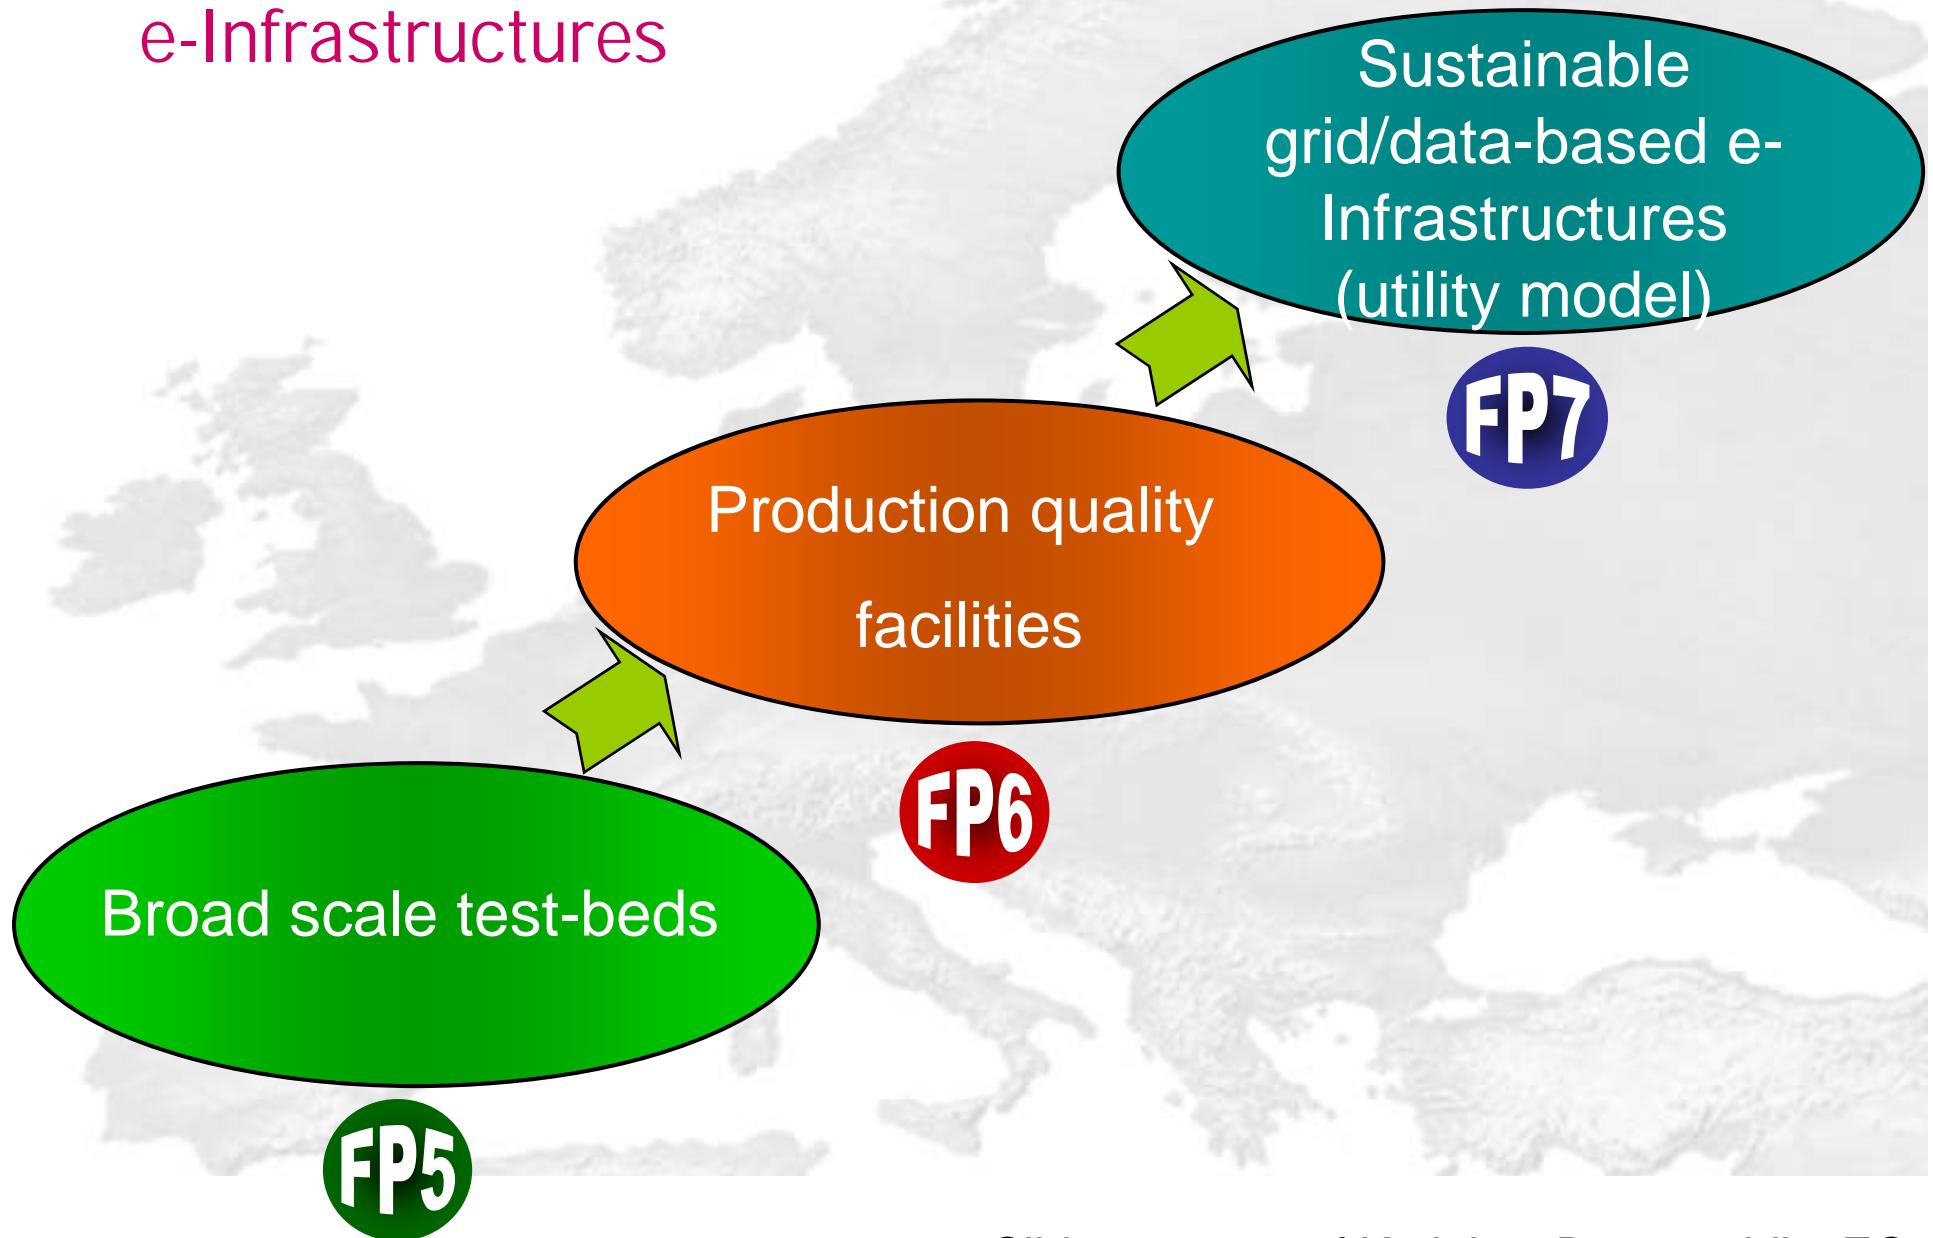 e-Infrastructures
Sustainable
grid/data-based e-
Infrastructures
(utility model)
FP7
Production quality
facilities
FP6
Broad scale test-beds
FP5